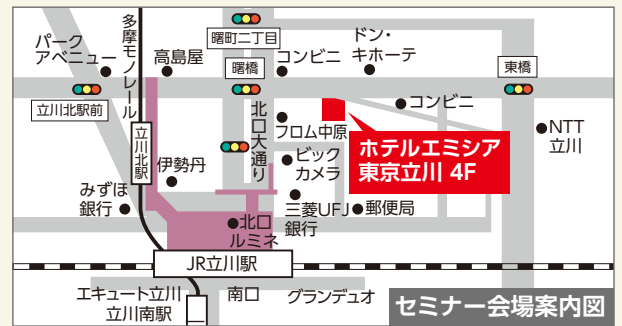 多摩モノレール
パーク
アベニュー
高島屋
曙町二丁目
コンビニ
ドン・
キホーテ
曙橋
東橋
立川北駅前
コンビニ
北口大通り
フロム中原
立川北駅
伊勢丹
ビック
カメラ
ホテルエミシア
東京立川 4F
NTT
立川
みずほ
銀行
北口
ルミネ
三菱UFJ
銀行
郵便局
JR立川駅
エキュート立川
立川南駅
南口
グランデュオ
セミナー会場案内図